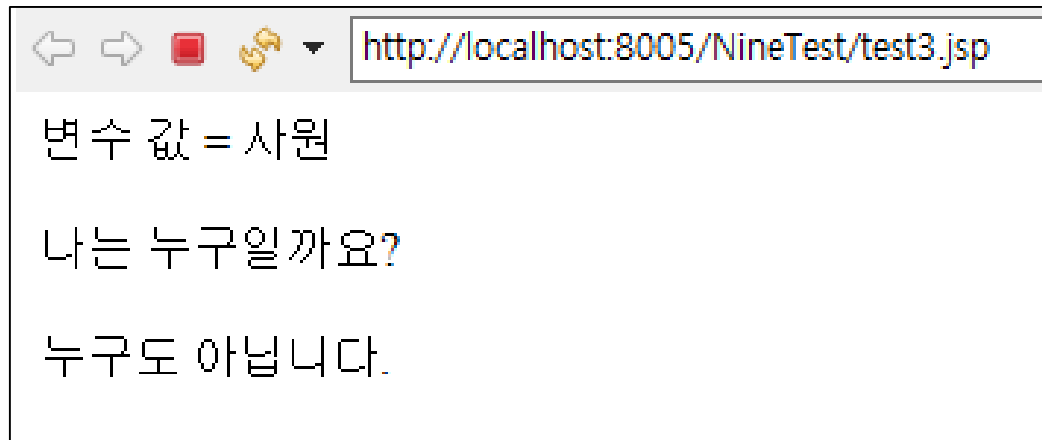 http://localhost:8005/NineTest/test3.jsp
변수 값 = 사원
나는 누구일까요?
누구도 아닙니다.